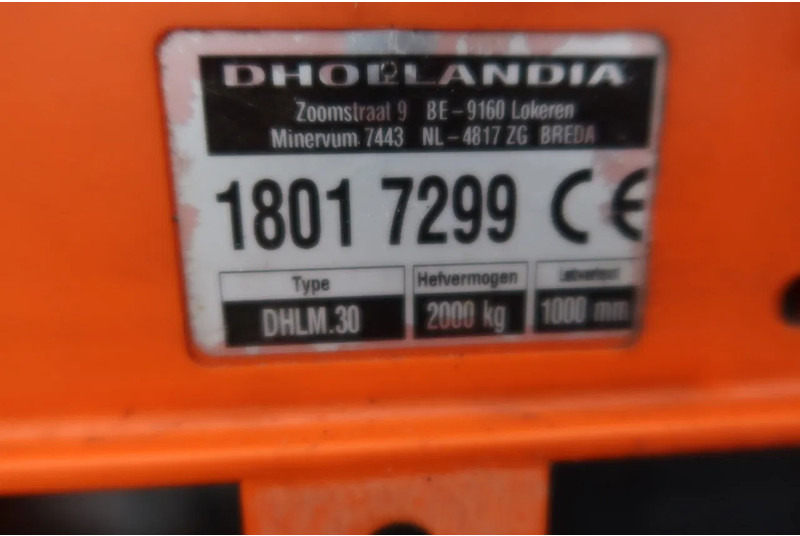 DHOLLANDIA
Zoomstraat 9 BE-9160 Lokeren
Minervum 7443 NL-4817 ZG BREDA
1801 7299 CE
Type Hefvermogen
DHLM.30 2000 kg 1000 mm